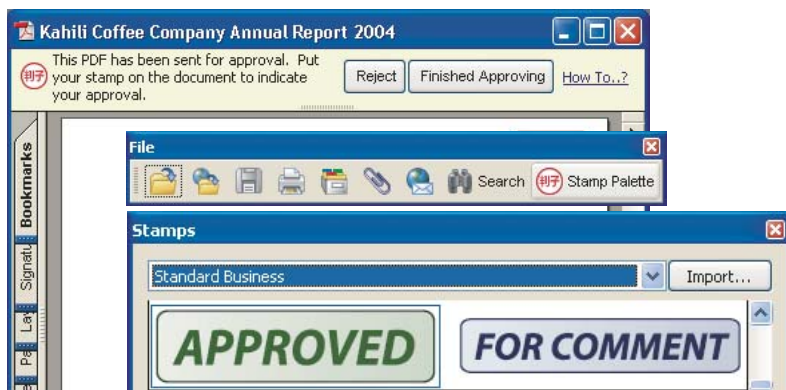 Kahili Coffee Company Annual Report 2004
This PDF has been sent for approval. Put
your stamp on the document to indicate
your approval.
Reject
Finished Approving
How To..?
判子
Bookmarks
Signatu
La
Pa
File
Search
判子
Stamp Palette
Stamps
Standard Business
Import...
APPROVED
FOR COMMENT